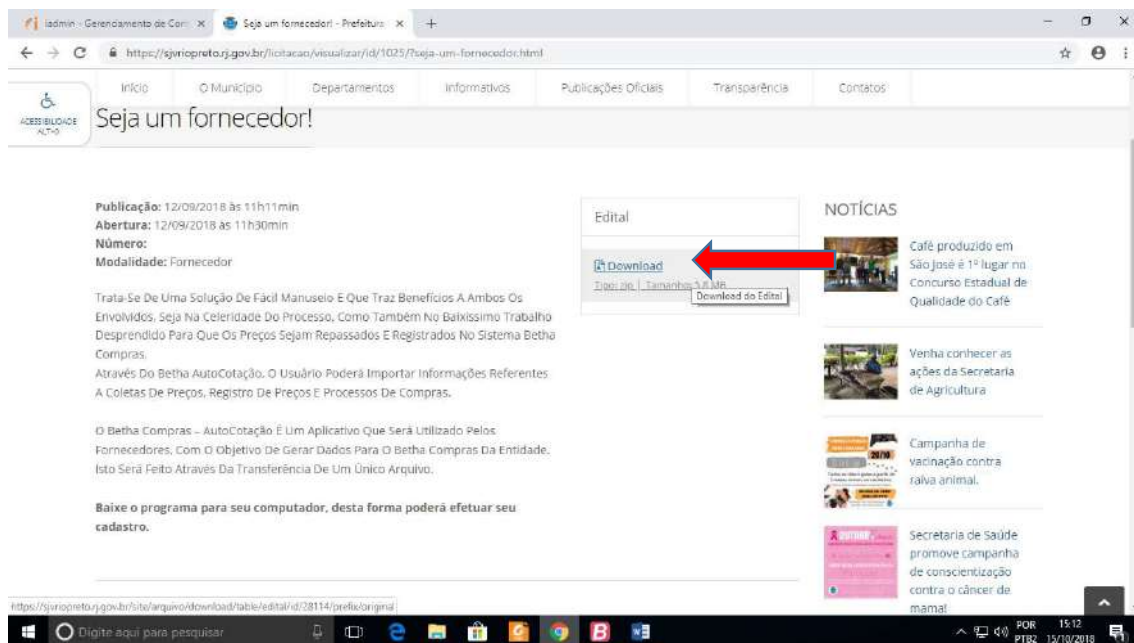 iadmin - Gerenciamento de Con
Seja um fornecedor! - Prefeitura
https://sjvriopreto.rj.gov.br/licitacao/visualizar/id/1025/?seja-um-fornecedor.html
Início O Município Departamentos Informativos Publicações Oficiais Transparência Contatos
ACESSIBILIDADE
ALT+0
Seja um fornecedor!
Publicação: 12/09/2018 às 11h11min
Abertura: 12/09/2018 às 11h30min
Número:
Modalidade: Fornecedor
Trata-Se De Uma Solução De Fácil Manuseio E Que Traz Benefícios A Ambos Os
Envolvidos, Seja Na Celeridade Do Processo, Como Também No Baixíssimo Trabalho
Desprendido Para Que Os Preços Sejam Repassados E Registrados No Sistema Betha
Compras.
Através Do Betha AutoCotação, O Usuário Poderá Importar Informações Referentes
A Coletas De Preços, Registro De Preços E Processos De Compras.
O Betha Compras – AutoCotação É Um Aplicativo Que Será Utilizado Pelos
Fornecedores, Com O Objetivo De Gerar Dados Para O Betha Compras Da Entidade.
Isto Será Feito Através Da Transferência De Um Único Arquivo.
Baixe o programa para seu computador, desta forma poderá efetuar seu
cadastro.
Edital
Download
Tipo: zip | Tamanho: 5,8 MB
Download do Edital
NOTÍCIAS
Café produzido em
São José é 1º lugar no
Concurso Estadual de
Qualidade do Café
Venha conhecer as
ações da Secretaria
de Agricultura
20/10
Campanha de
vacinação contra
raiva animal.
Secretaria de Saúde
promove campanha
de conscientização
contra o câncer de
mama!
https://sjvriopreto.rj.gov.br/site/arquivo/download/table/edital/id/28114/prefix/original
Digite aqui para pesquisar
POR
PTB2
15:12
15/10/2018